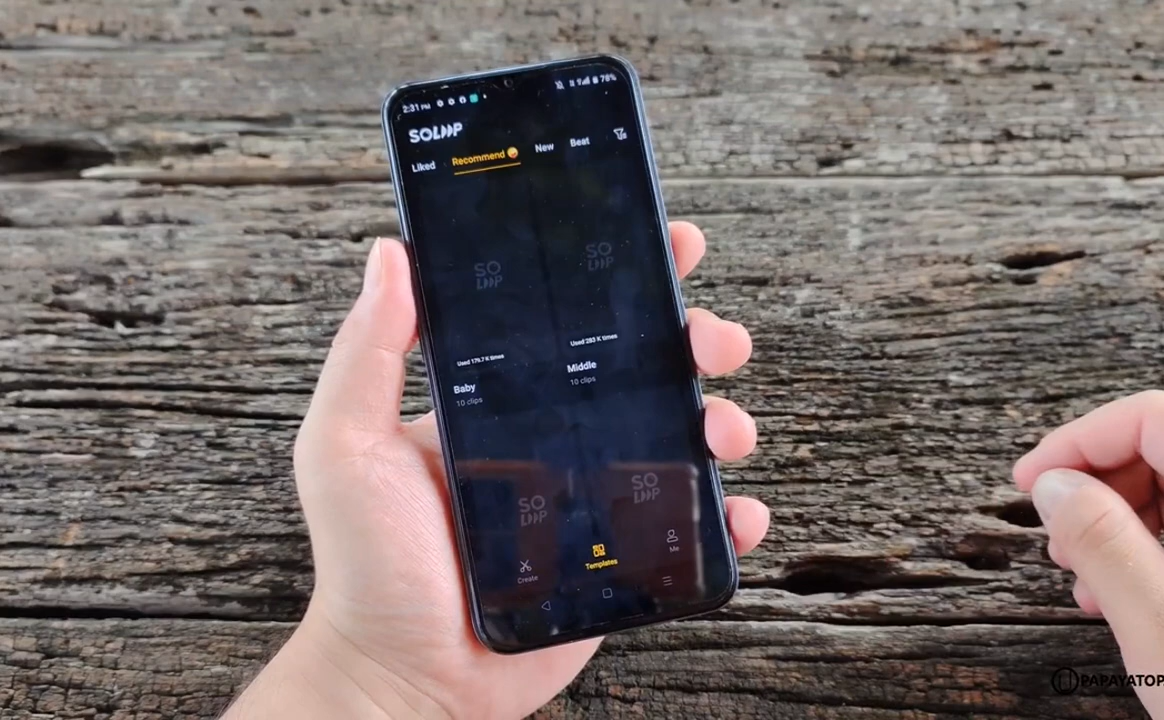 2:31 PM
78%
SOLOOP
Liked
Recommend
New
Beat
SO
LOOP
SO
LOOP
Used 179.7 K times
Used 283 K times
Baby
Middle
10 clips
10 clips
SO
LOOP
SO
LOOP
Create
Templates
Me
PAPAYATOP